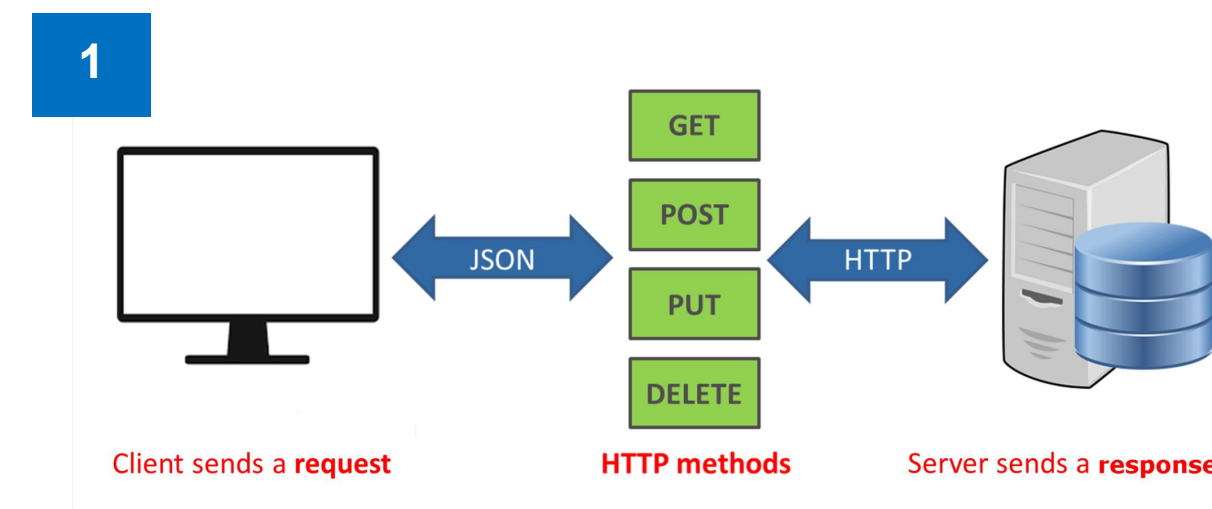 1
GET
POST
JSON
HTTP
PUT
DELETE
Client sends a request
HTTP methods
Server sends a response